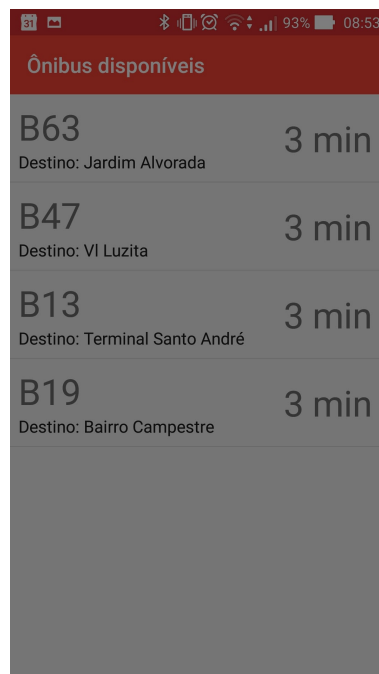 31 93% 08:53
Ônibus disponíveis
B63 3 min
Destino: Jardim Alvorada
B47 3 min
Destino: Vl Luzita
B13 3 min
Destino: Terminal Santo André
B19 3 min
Destino: Bairro Campestre